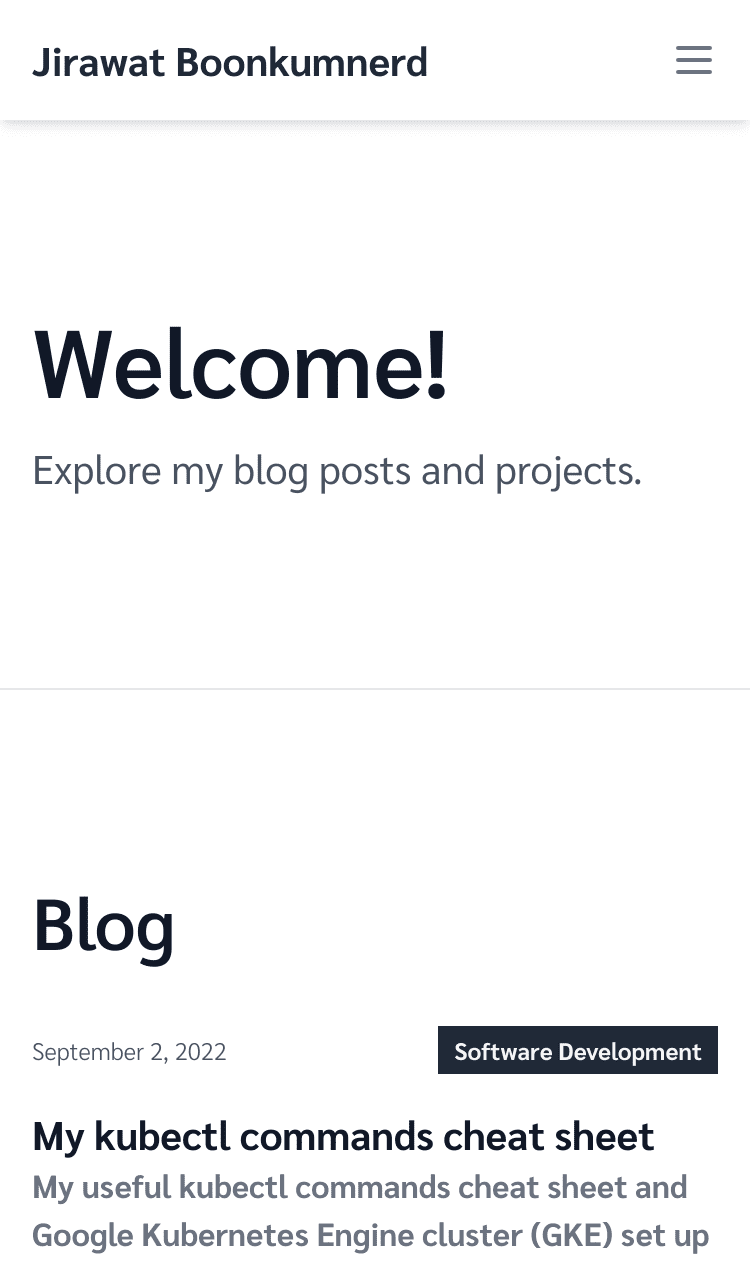 Jirawat Boonkumnerd
Welcome!
Explore my blog posts and projects.
Blog
September 2, 2022
Software Development
My kubectl commands cheat sheet
My useful kubectl commands cheat sheet and
Google Kubernetes Engine cluster (GKE) set up